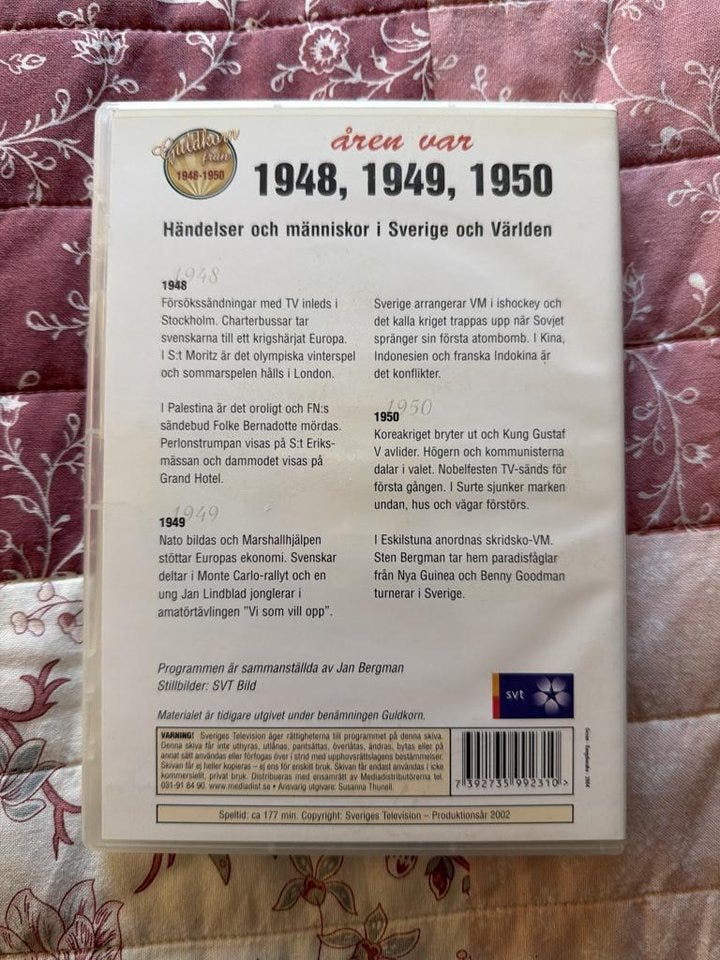 Guldkorn
från
1948-1950
åren var
1948, 1949, 1950
Händelser och människor i Sverige och Världen
1948
1948
Försökssändningar med TV inleds i
Stockholm. Charterbussar tar
svenskarna till ett krigshärjat Europa.
I S:t Moritz är det olympiska vinterspel
och sommarspelen hålls i London.
I Palestina är det oroligt och FN:s
sändebud Folke Bernadotte mördas.
Perlonstrumpan visas på S:t Eriks-
mässan och dammodet visas på
Grand Hotel.
1949
1949
Nato bildas och Marshallhjälpen
stöttar Europas ekonomi. Svenskar
deltar i Monte Carlo-rallyt och en
ung Jan Lindblad jonglerar i
amatörtävlingen "Vi som vill opp".
Sverige arrangerar VM i ishockey och
det kalla kriget trappas upp när Sovjet
spränger sin första atombomb. I Kina,
Indonesien och franska Indokina är
det konflikter.
1950
1950
Koreakriget bryter ut och Kung Gustaf
V avlider. Högern och kommunisterna
dalar i valet. Nobelfesten TV-sänds för
första gången. I Surte sjunker marken
undan, hus och vägar förstörs.
I Eskilstuna anordnas skridsko-VM.
Sten Bergman tar hem paradisfåglar
från Nya Guinea och Benny Goodman
turnerar i Sverige.
Programmen är sammanställda av Jan Bergman
Stillbilder: SVT Bild
Materialet är tidigare utgivet under benämningen Guldkorn.
svt
VARNING! Sveriges Television äger rättigheterna till programmet på denna skiva.
Denna skiva får inte uthyras, utlånas, pantsättas, överlåtas, ändras, bytas eller på
annat sätt användas eller förfogas över i strid med upphovsrättslagens bestämmelser.
Skivan får ej heller kopieras – ej ens för enskilt bruk. Skivan får endast användas i icke
kommersiellt, privat bruk. Distribueras med ensamrätt av Mediadistributörerna tel.
031-91 84 90. www.mediadist.se • Ansvarig utgivare: Susanna Thunell.
7 392735 992310 >
Speltid: ca 177 min. Copyright: Sveriges Television – Produktionsår 2002